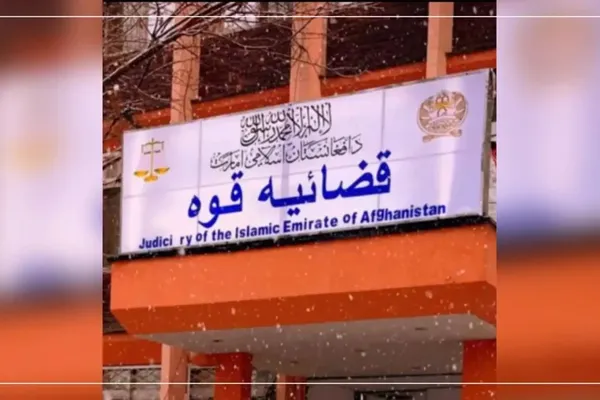 لا اله الا الله محمد رسول الله
د افغانستان اسلامي امارت
قضائيه قوه
Judici ry of the Islamic Emirate of Afghanistan